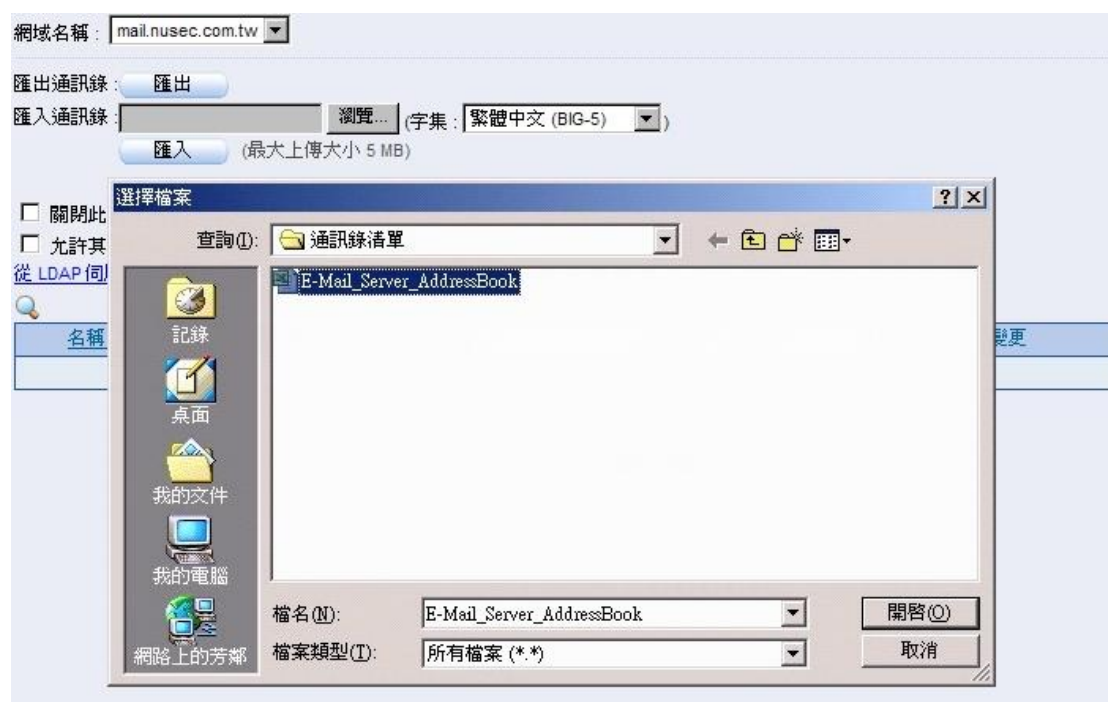 網域名稱 : mail.nusec.com.tw
匯出通訊錄 : 匯出
匯入通訊錄 : 瀏覽... (字集 : 繁體中文 (BIG-5) )
匯入 (最大上傳大小 5 MB)
選擇檔案
關閉此
允許其
從 LDAP 伺
查詢(I): 通訊錄清單
E-Mail_Server_AddressBook
名稱
變更
記錄
桌面
我的文件
我的電腦
網路上的芳鄰
檔名(N): E-Mail_Server_AddressBook 開啓(O)
檔案類型(T): 所有檔案 (*.*) 取消